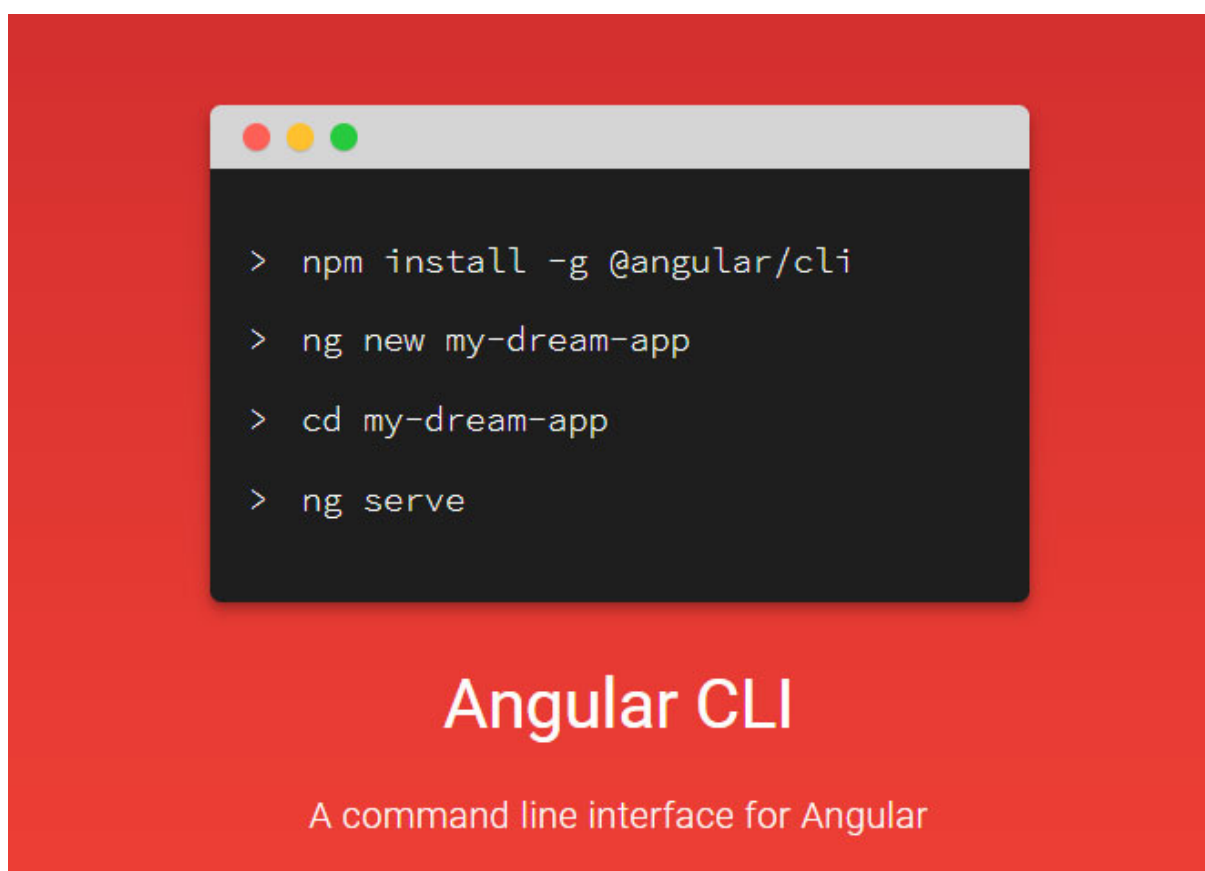 > npm install -g @angular/cli
> ng new my-dream-app
> cd my-dream-app
> ng serve
Angular CLI
A command line interface for Angular